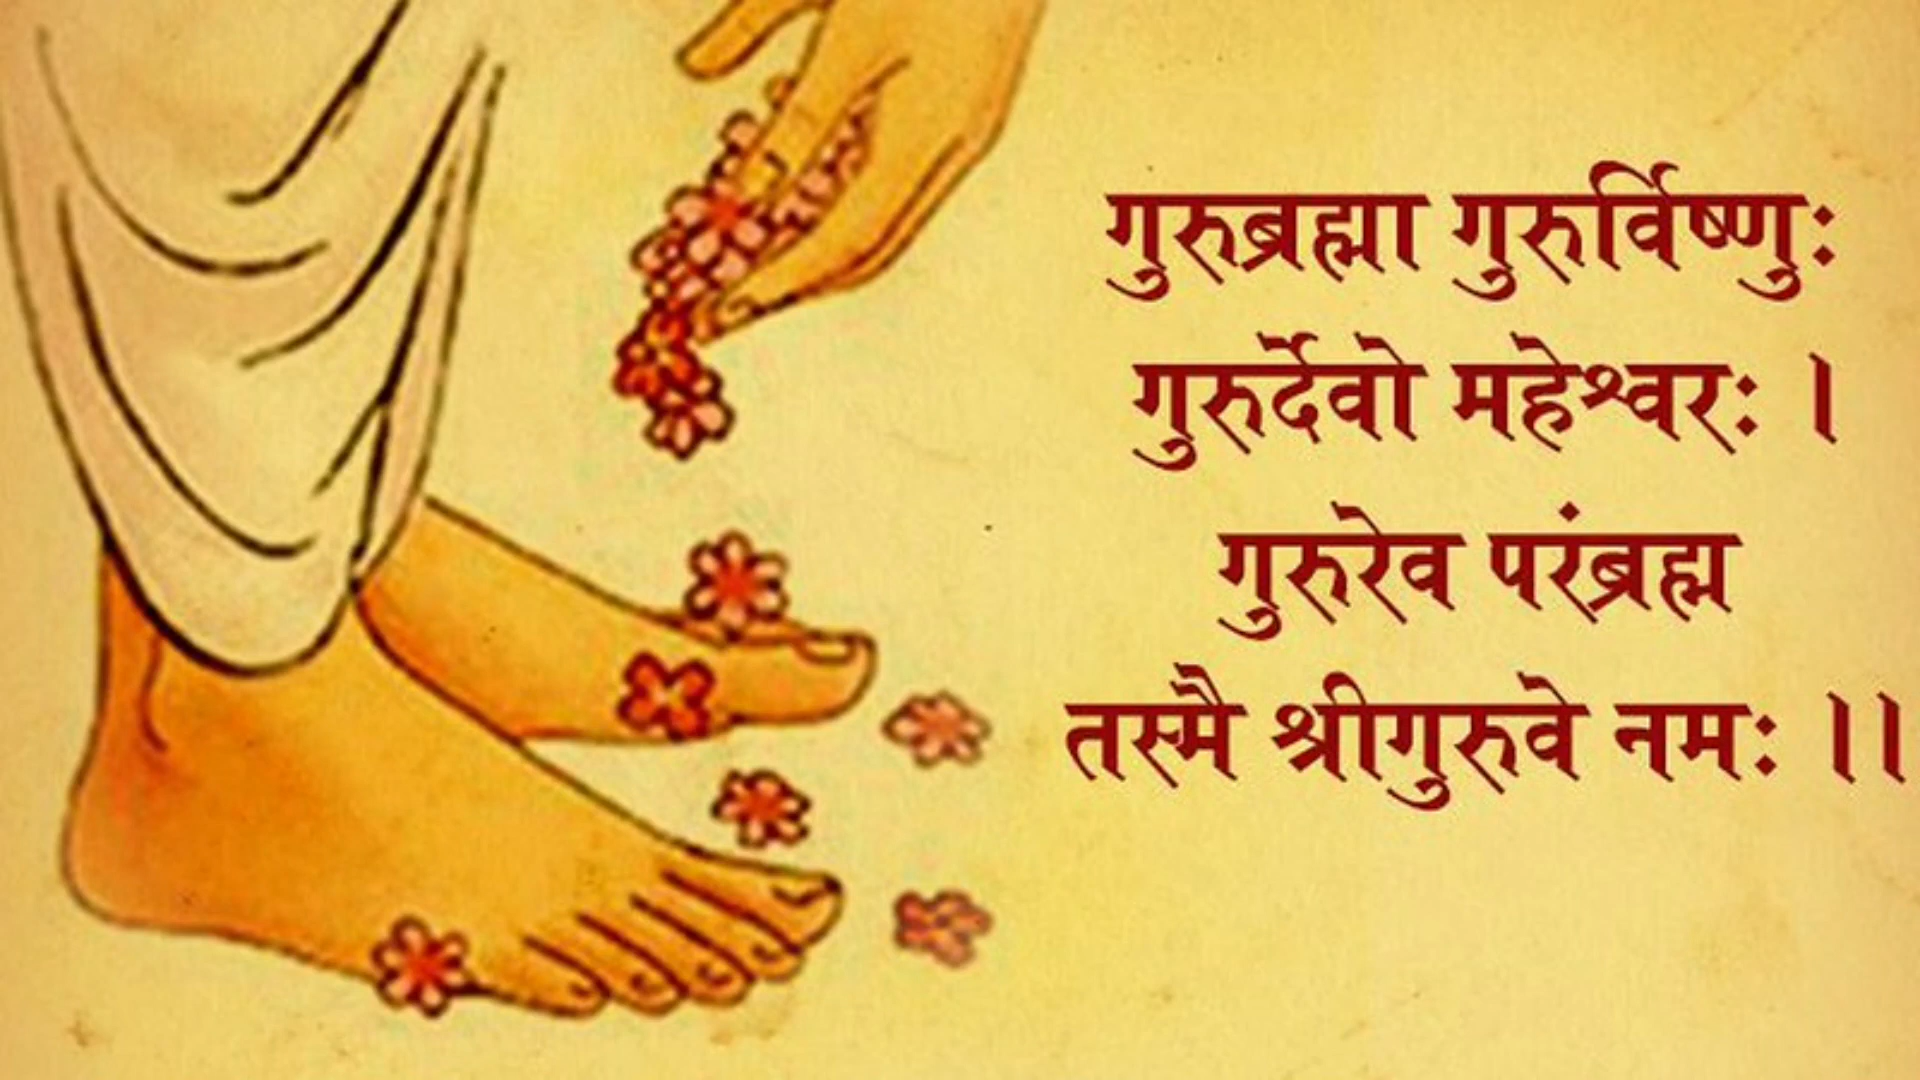 गुरुब्रह्मा गुरुर्विष्णुः
गुरुर्देवो महेश्वरः ।
गुरुरेव परंब्रह्म
तस्मै श्रीगुरुवे नमः ।।